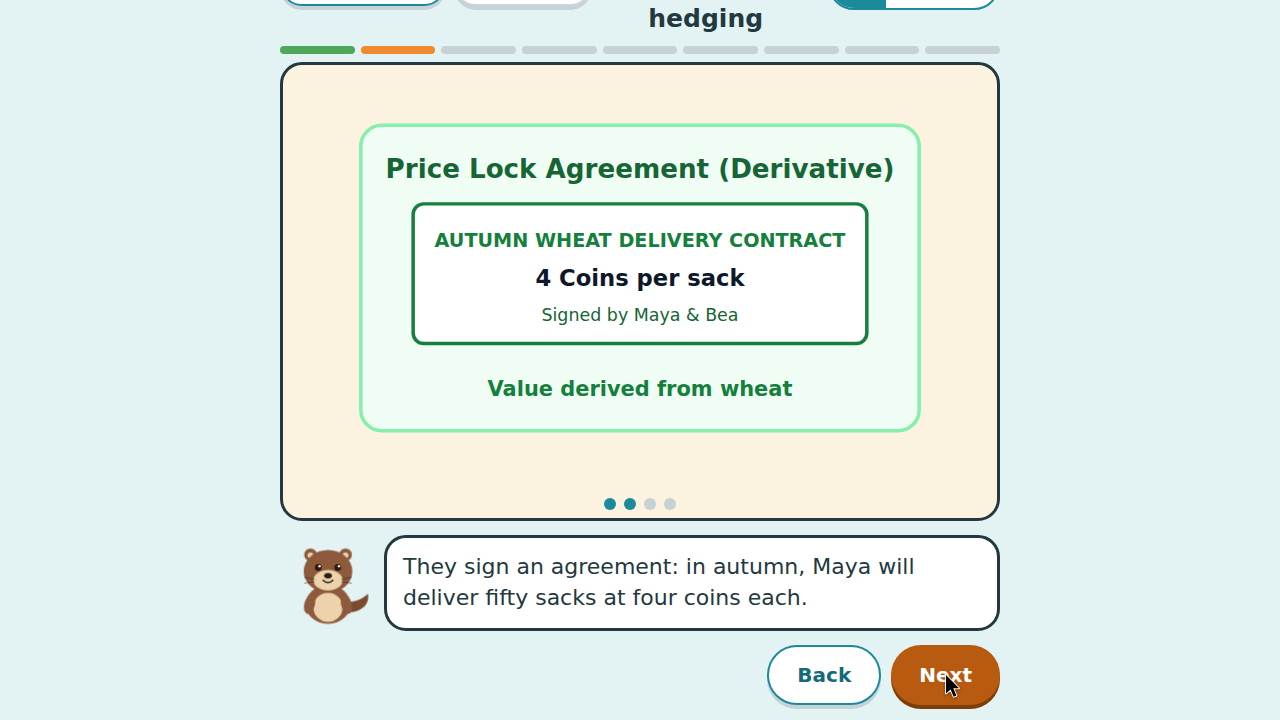 hedging
Price Lock Agreement (Derivative)
AUTUMN WHEAT DELIVERY CONTRACT
4 Coins per sack
Signed by Maya & Bea
Value derived from wheat
They sign an agreement: in autumn, Maya will
deliver fifty sacks at four coins each.
Back
Next